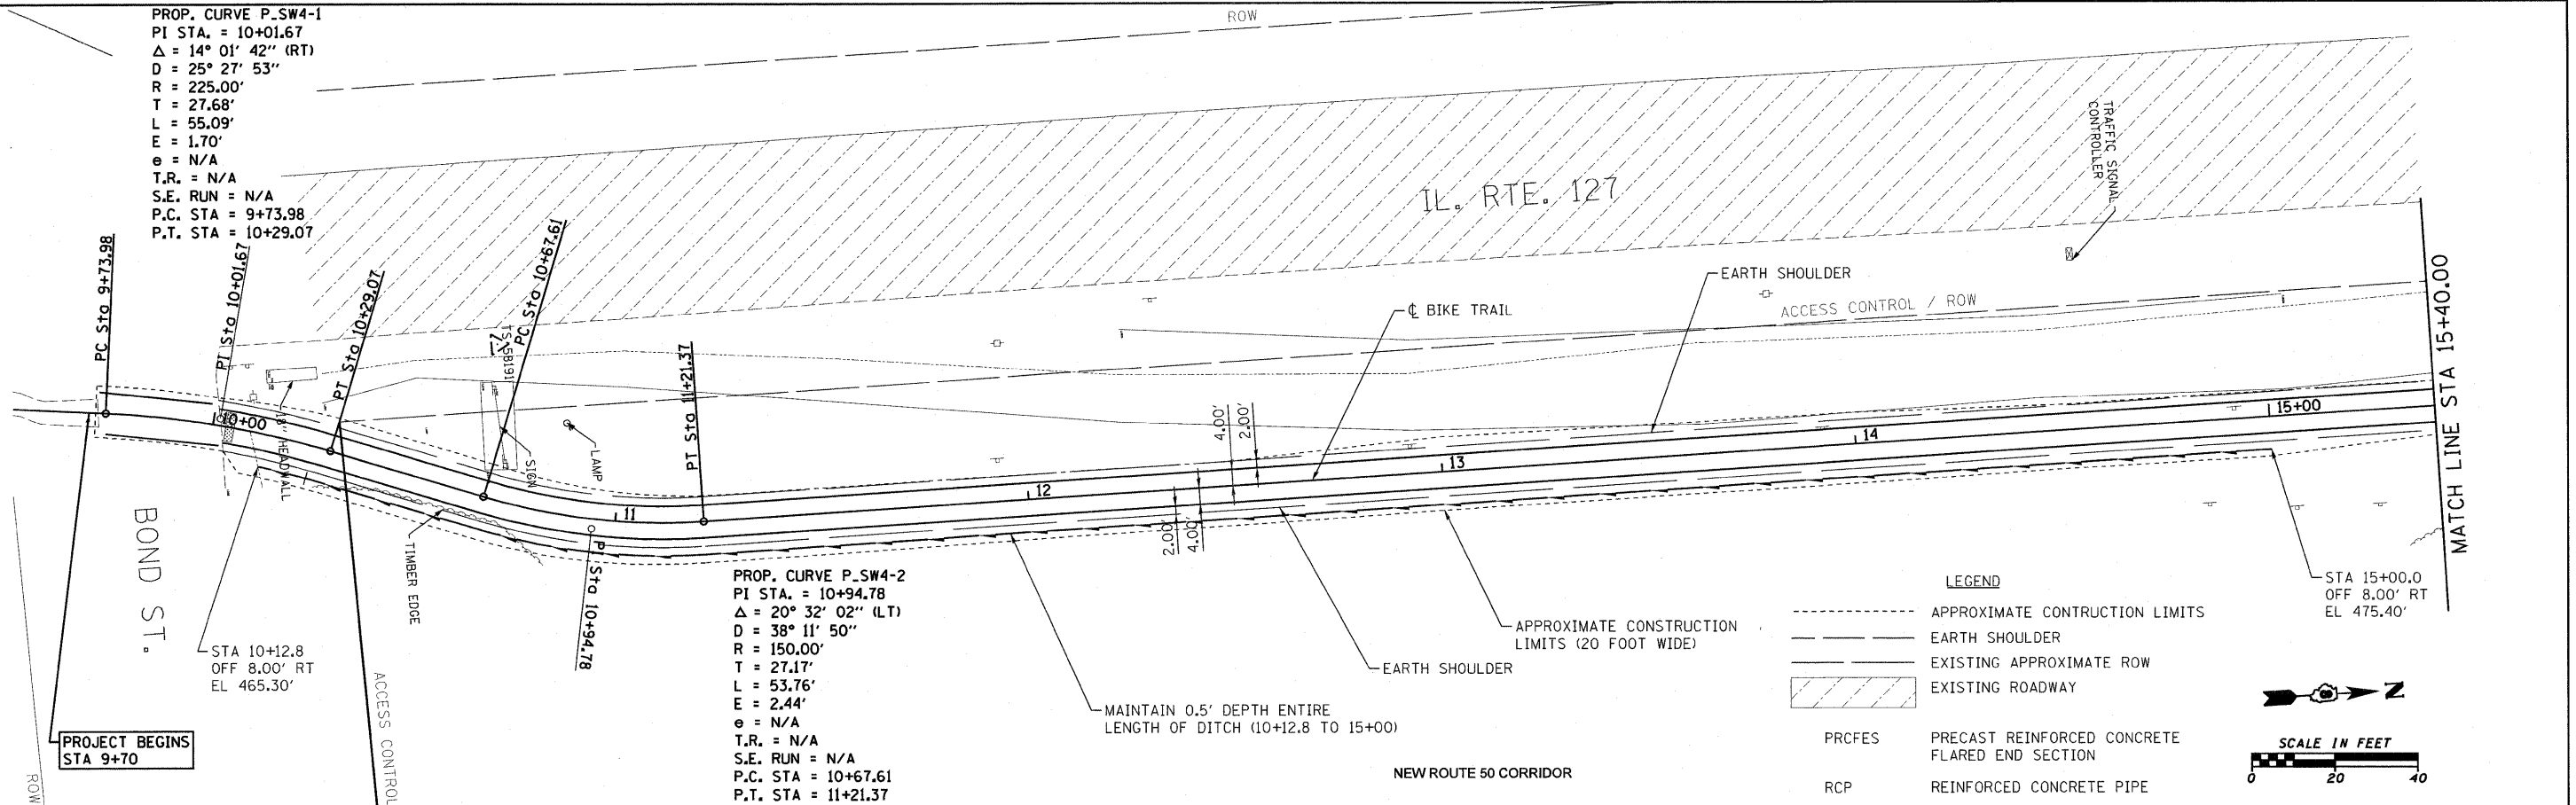 PROP. CURVE P_SW4-1
PI STA. = 10+01.67
Δ = 14° 01' 42" (RT)
D = 25° 27' 53"
R = 225.00'
T = 27.68'
L = 55.09'
E = 1.70'
e = N/A
T.R. = N/A
S.E. RUN = N/A
P.C. STA = 9+73.98
P.T. STA = 10+29.07
ROW
IL. RTE. 127
TRAFFIC SIGNAL
CONTROLLER
PC Sta 9+73.98
PI Sta 10+01.67
PT Sta 10+29.07
PC Sta 10+67.61
TS-58191
PT Sta 11+21.37
EARTH SHOULDER
℄ BIKE TRAIL
ACCESS CONTROL / ROW
MATCH LINE STA 15+40.00
10+00
18" HEADWALL
SIGN
LAMP
11
12
13
14
15+00
4.00'
2.00'
2.00'
4.00'
TIMBER EDGE
BOND ST.
STA 10+12.8
OFF 8.00' RT
EL 465.30'
PROJECT BEGINS
STA 9+70
ROW
ACCESS CONTROL
P Sta 10+94.78
PROP. CURVE P_SW4-2
PI STA. = 10+94.78
Δ = 20° 32' 02" (LT)
D = 38° 11' 50"
R = 150.00'
T = 27.17'
L = 53.76'
E = 2.44'
e = N/A
T.R. = N/A
S.E. RUN = N/A
P.C. STA = 10+67.61
P.T. STA = 11+21.37
MAINTAIN 0.5' DEPTH ENTIRE
LENGTH OF DITCH (10+12.8 TO 15+00)
EARTH SHOULDER
APPROXIMATE CONSTRUCTION
LIMITS (20 FOOT WIDE)
NEW ROUTE 50 CORRIDOR
STA 15+00.0
OFF 8.00' RT
EL 475.40'
LEGEND
APPROXIMATE CONTRUCTION LIMITS
EARTH SHOULDER
EXISTING APPROXIMATE ROW
EXISTING ROADWAY
PRCFES PRECAST REINFORCED CONCRETE
FLARED END SECTION
RCP REINFORCED CONCRETE PIPE
Z
SCALE IN FEET
0 20 40